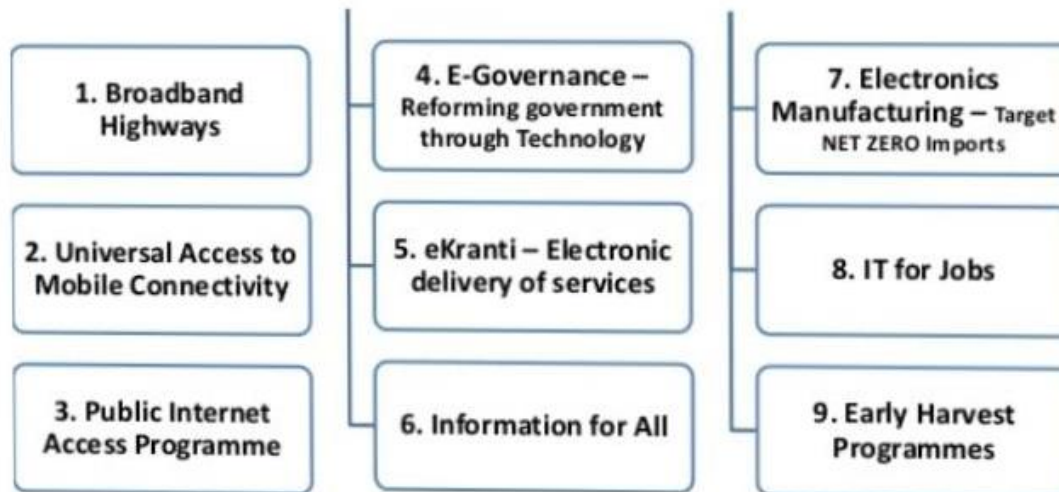 1. Broadband
Highways
2. Universal Access to
Mobile Connectivity
3. Public Internet
Access Programme
4. E-Governance –
Reforming government
through Technology
5. eKranti – Electronic
delivery of services
6. Information for All
7. Electronics
Manufacturing – Target
NET ZERO Imports
8. IT for Jobs
9. Early Harvest
Programmes